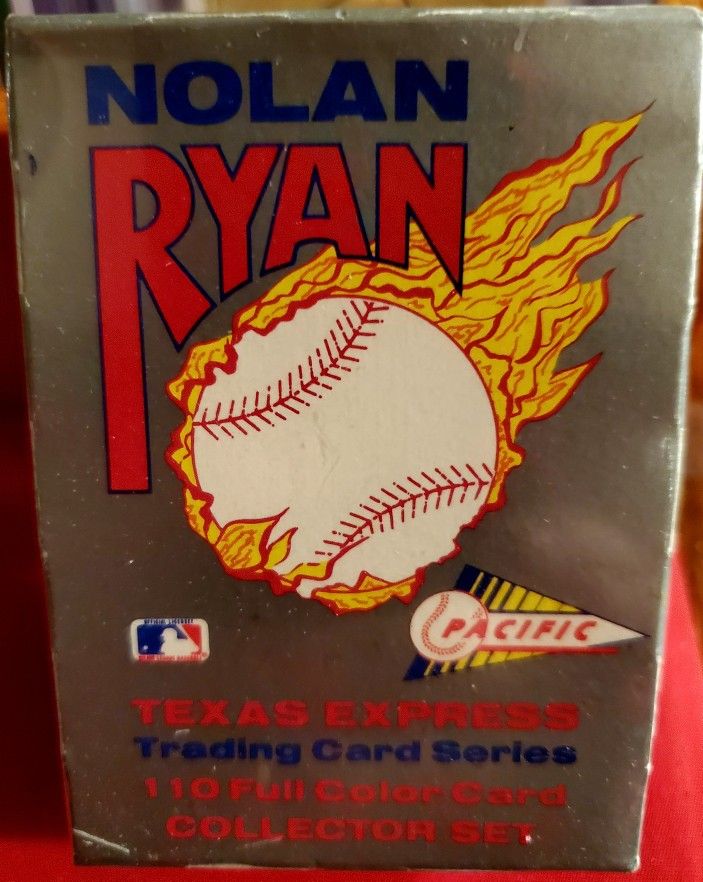 NOLAN
RYAN
PACIFIC
TEXAS EXPRESS
Trading Card Series
110 Full Color Card
COLLECTOR SET